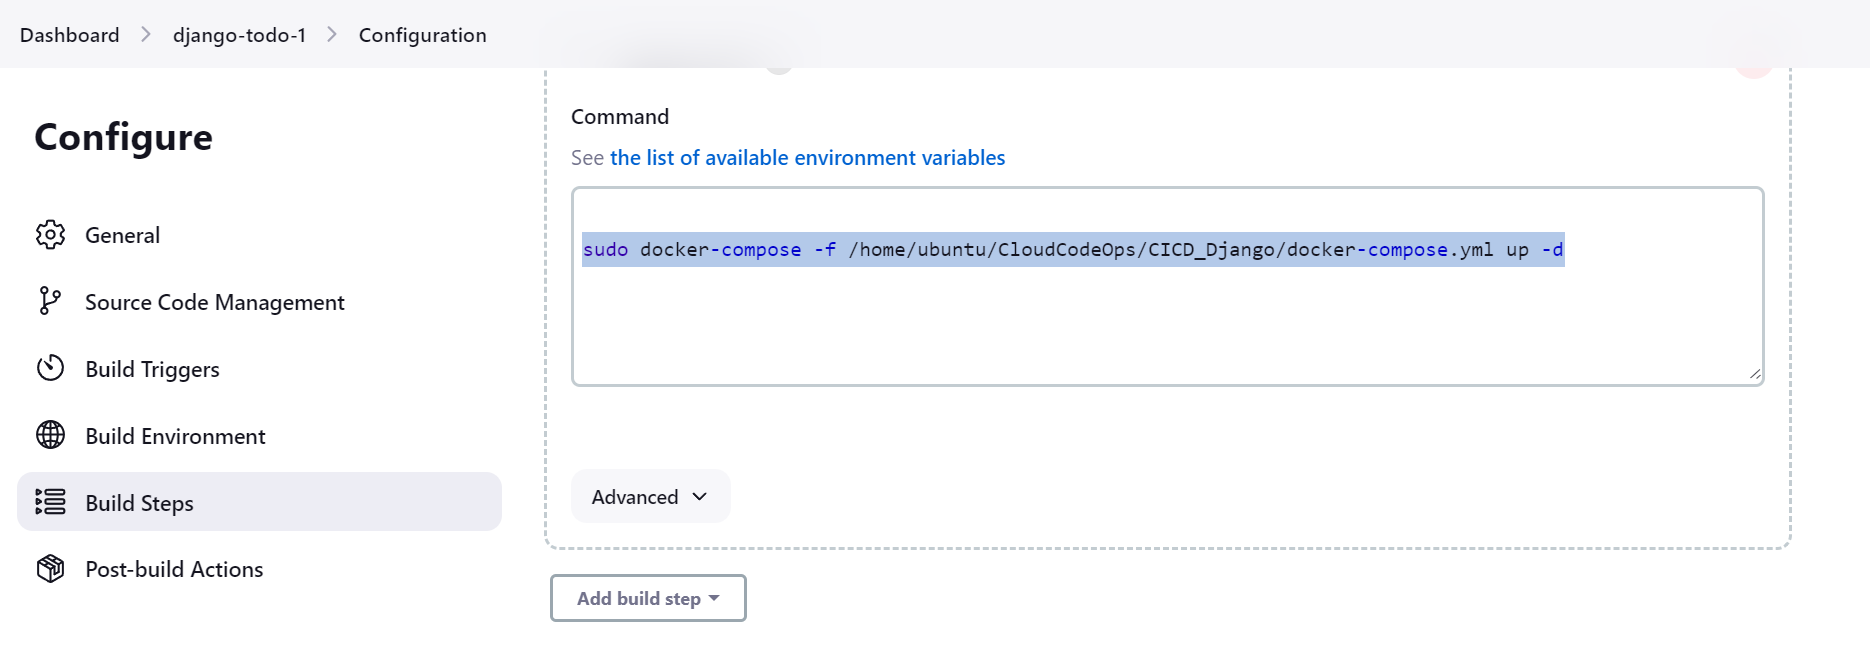 Dashboard > django-todo-1 > Configuration
Configure
General
Source Code Management
Build Triggers
Build Environment
Build Steps
Post-build Actions
Command
See the list of available environment variables
sudo docker-compose -f /home/ubuntu/CloudCodeOps/CICD_Django/docker-compose.yml up -d
Advanced
Add build step